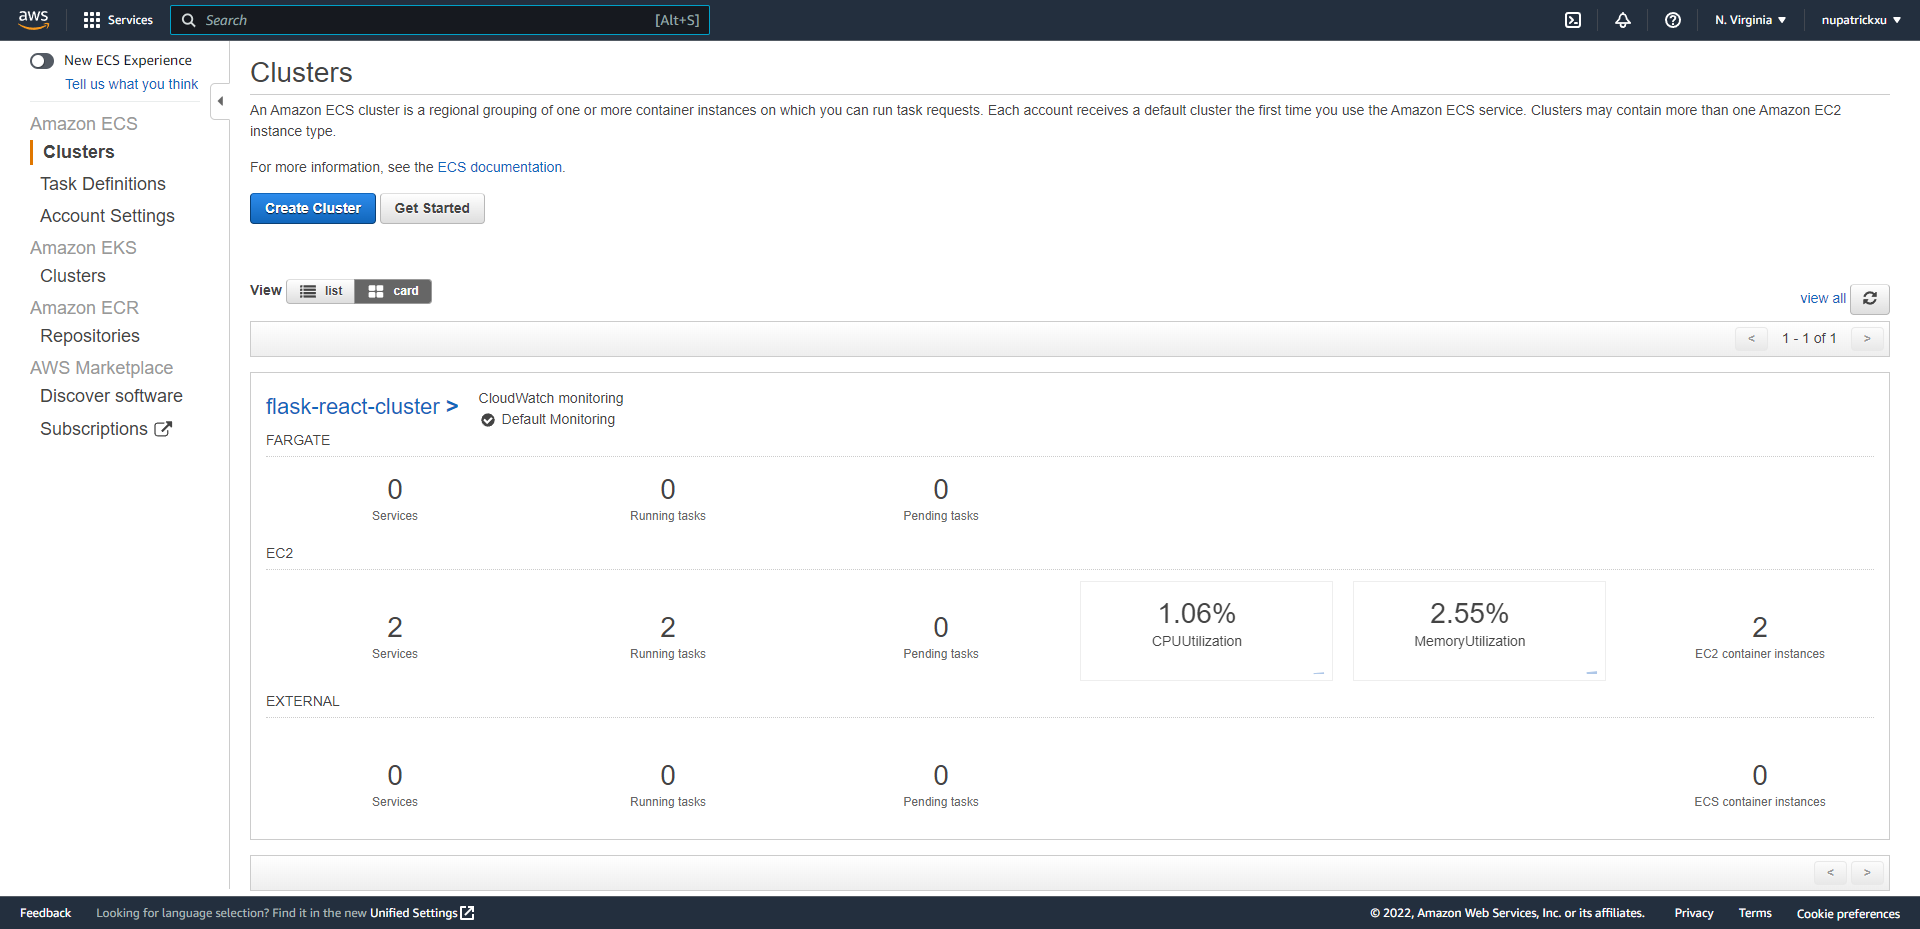 aws
Services
Search
[Alt+S]
N. Virginia
nupatrickxu
New ECS Experience
Tell us what you think
Amazon ECS
Clusters
Task Definitions
Account Settings
Amazon EKS
Clusters
Amazon ECR
Repositories
AWS Marketplace
Discover software
Subscriptions
Clusters
An Amazon ECS cluster is a regional grouping of one or more container instances on which you can run task requests. Each account receives a default cluster the first time you use the Amazon ECS service. Clusters may contain more than one Amazon EC2
instance type.
For more information, see the ECS documentation.
Create Cluster
Get Started
View
list
card
view all
<
1 - 1 of 1
>
flask-react-cluster >
CloudWatch monitoring
Default Monitoring
FARGATE
0
Services
0
Running tasks
0
Pending tasks
EC2
2
Services
2
Running tasks
0
Pending tasks
1.06%
CPUUtilization
2.55%
MemoryUtilization
2
EC2 container instances
EXTERNAL
0
Services
0
Running tasks
0
Pending tasks
0
ECS container instances
<
>
Feedback
Looking for language selection? Find it in the new Unified Settings
© 2022, Amazon Web Services, Inc. or its affiliates.
Privacy
Terms
Cookie preferences